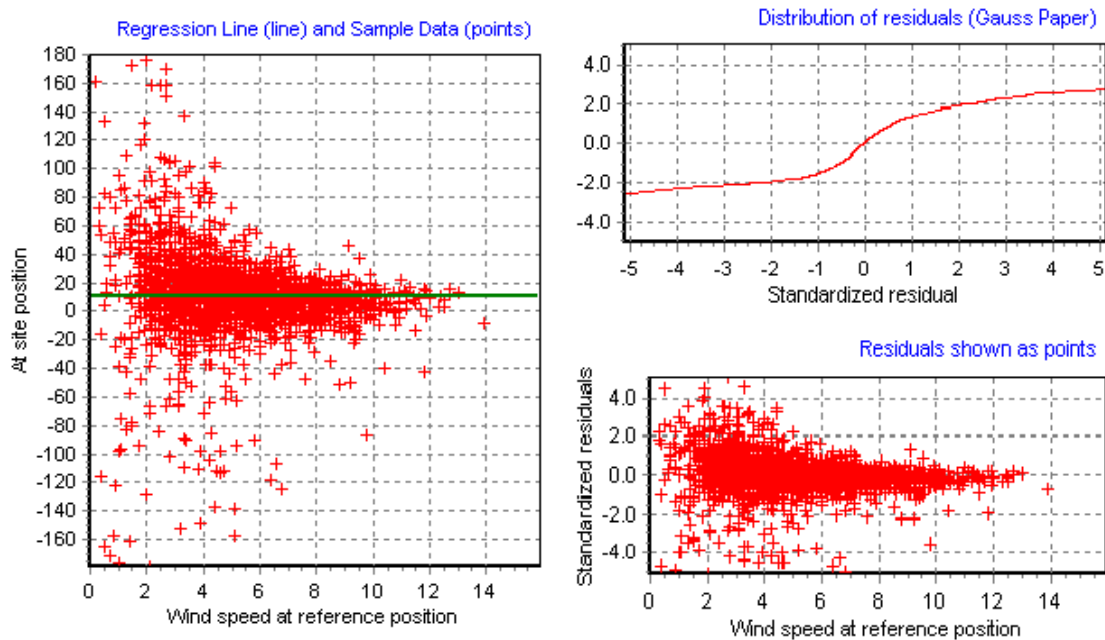 Regression Line (line) and Sample Data (points)
180
160
140
120
100
80
60
40
20
0
-20
-40
-60
-80
-100
-120
-140
-160
At site position
0 2 4 6 8 10 12 14
Wind speed at reference position
Distribution of residuals (Gauss Paper)
4.0
2.0
0.0
-2.0
-4.0
-5 -4 -3 -2 -1 0 1 2 3 4 5
Standardized residual
Residuals shown as points
4.0
2.0
0.0
-2.0
-4.0
Standardized residuals
0 2 4 6 8 10 12 14
Wind speed at reference position